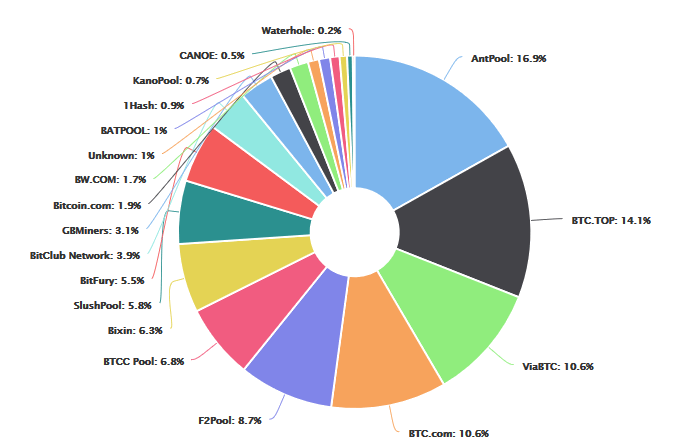 Waterhole: 0.2%
CANOE: 0.5%
KanoPool: 0.7%
1Hash: 0.9%
BATPOOL: 1%
Unknown: 1%
BW.COM: 1.7%
Bitcoin.com: 1.9%
GBMiners: 3.1%
BitClub Network: 3.9%
BitFury: 5.5%
SlushPool: 5.8%
Bixin: 6.3%
BTCC Pool: 6.8%
F2Pool: 8.7%
AntPool: 16.9%
BTC.TOP: 14.1%
ViaBTC: 10.6%
BTC.com: 10.6%